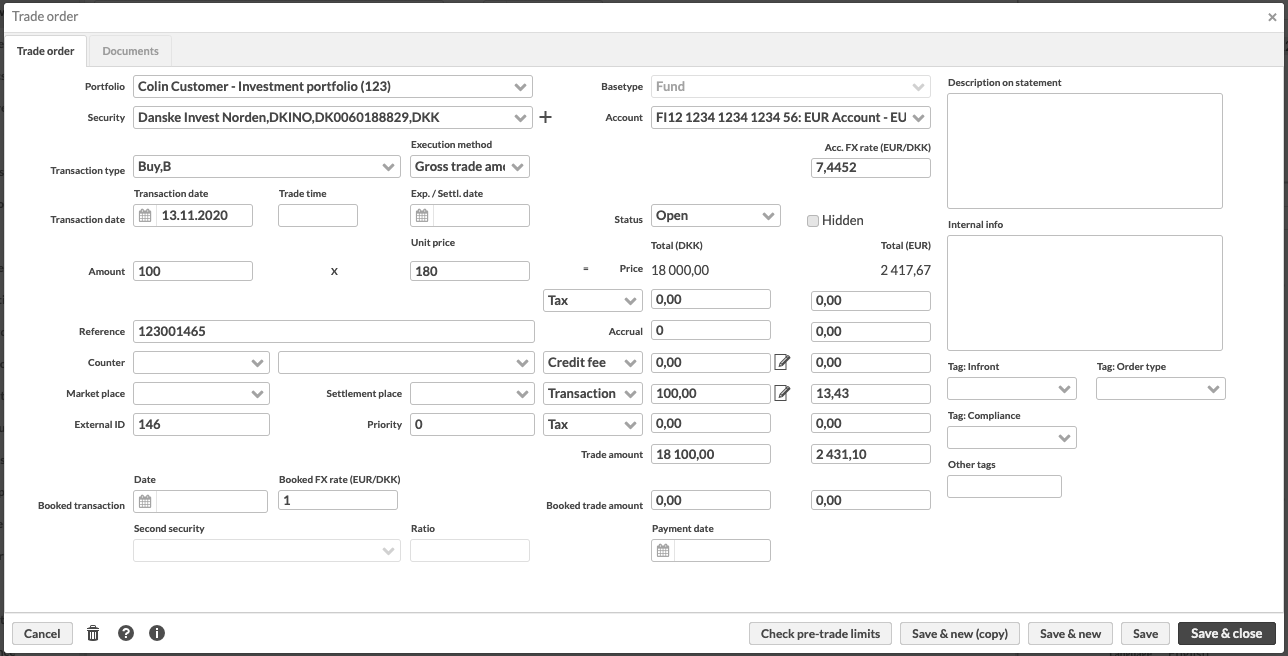 Trade order
Trade order Documents
Portfolio Colin Customer - Investment portfolio (123) Basetype Fund Description on statement
Security Danske Invest Norden,DKINO,DK0060188829,DKK Account FI12 1234 1234 1234 56: EUR Account - EU
Execution method Acc. FX rate (EUR/DKK)
Transaction type Buy,B Gross trade am 7,4452
Transaction date Trade time Exp. / Settl. date
Transaction date 13.11.2020 Status Open Hidden
Internal info
Unit price Total (DKK) Total (EUR)
Amount 100 X 180 = Price 18 000,00 2 417,67
Tax 0,00 0,00
Reference 123001465 Accrual 0 0,00
Counter Credit fee 0,00 0,00
Tag: Infront Tag: Order type
Market place Settlement place Transaction 100,00 13,43
Tag: Compliance
External ID 146 Priority 0 Tax 0,00 0,00
Trade amount 18 100,00 2 431,10
Other tags
Date Booked FX rate (EUR/DKK)
Booked transaction 1 Booked trade amount 0,00 0,00
Second security Ratio Payment date
Cancel Check pre-trade limits Save & new (copy) Save & new Save Save & close